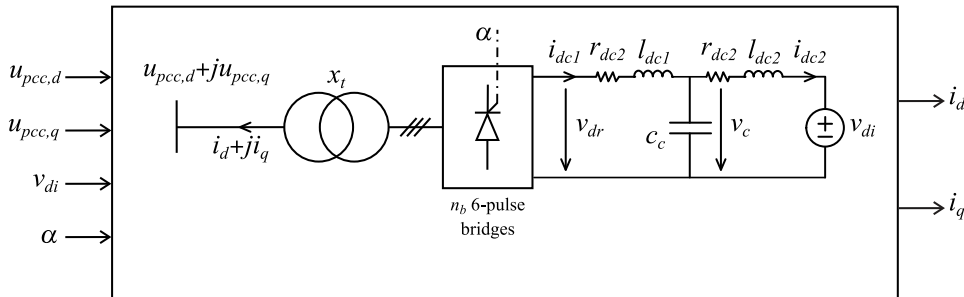 u_pcc,d
u_pcc,q
v_di
α
u_pcc,d+ju_pcc,q
x_t
i_d+ji_q
α
n_b 6-pulse
bridges
i_dc1 r_dc2 l_dc1 r_dc2 l_dc2 i_dc2
v_dr c_c v_c v_di
i_d
i_q